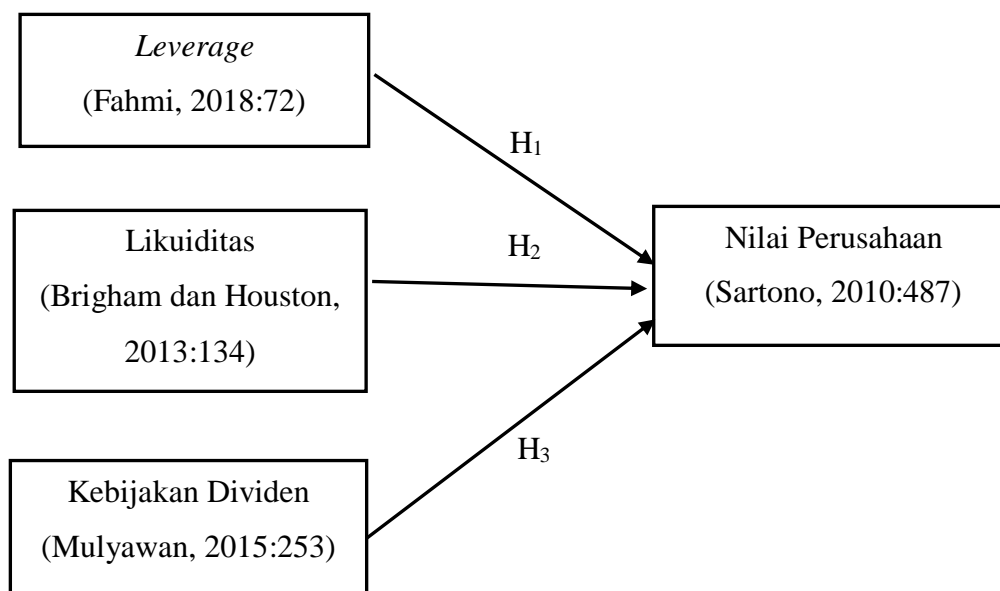 Leverage
(Fahmi, 2018:72)
H₁
Likuiditas
(Brigham dan Houston,
2013:134)
H₂
Nilai Perusahaan
(Sartono, 2010:487)
H₃
Kebijakan Dividen
(Mulyawan, 2015:253)